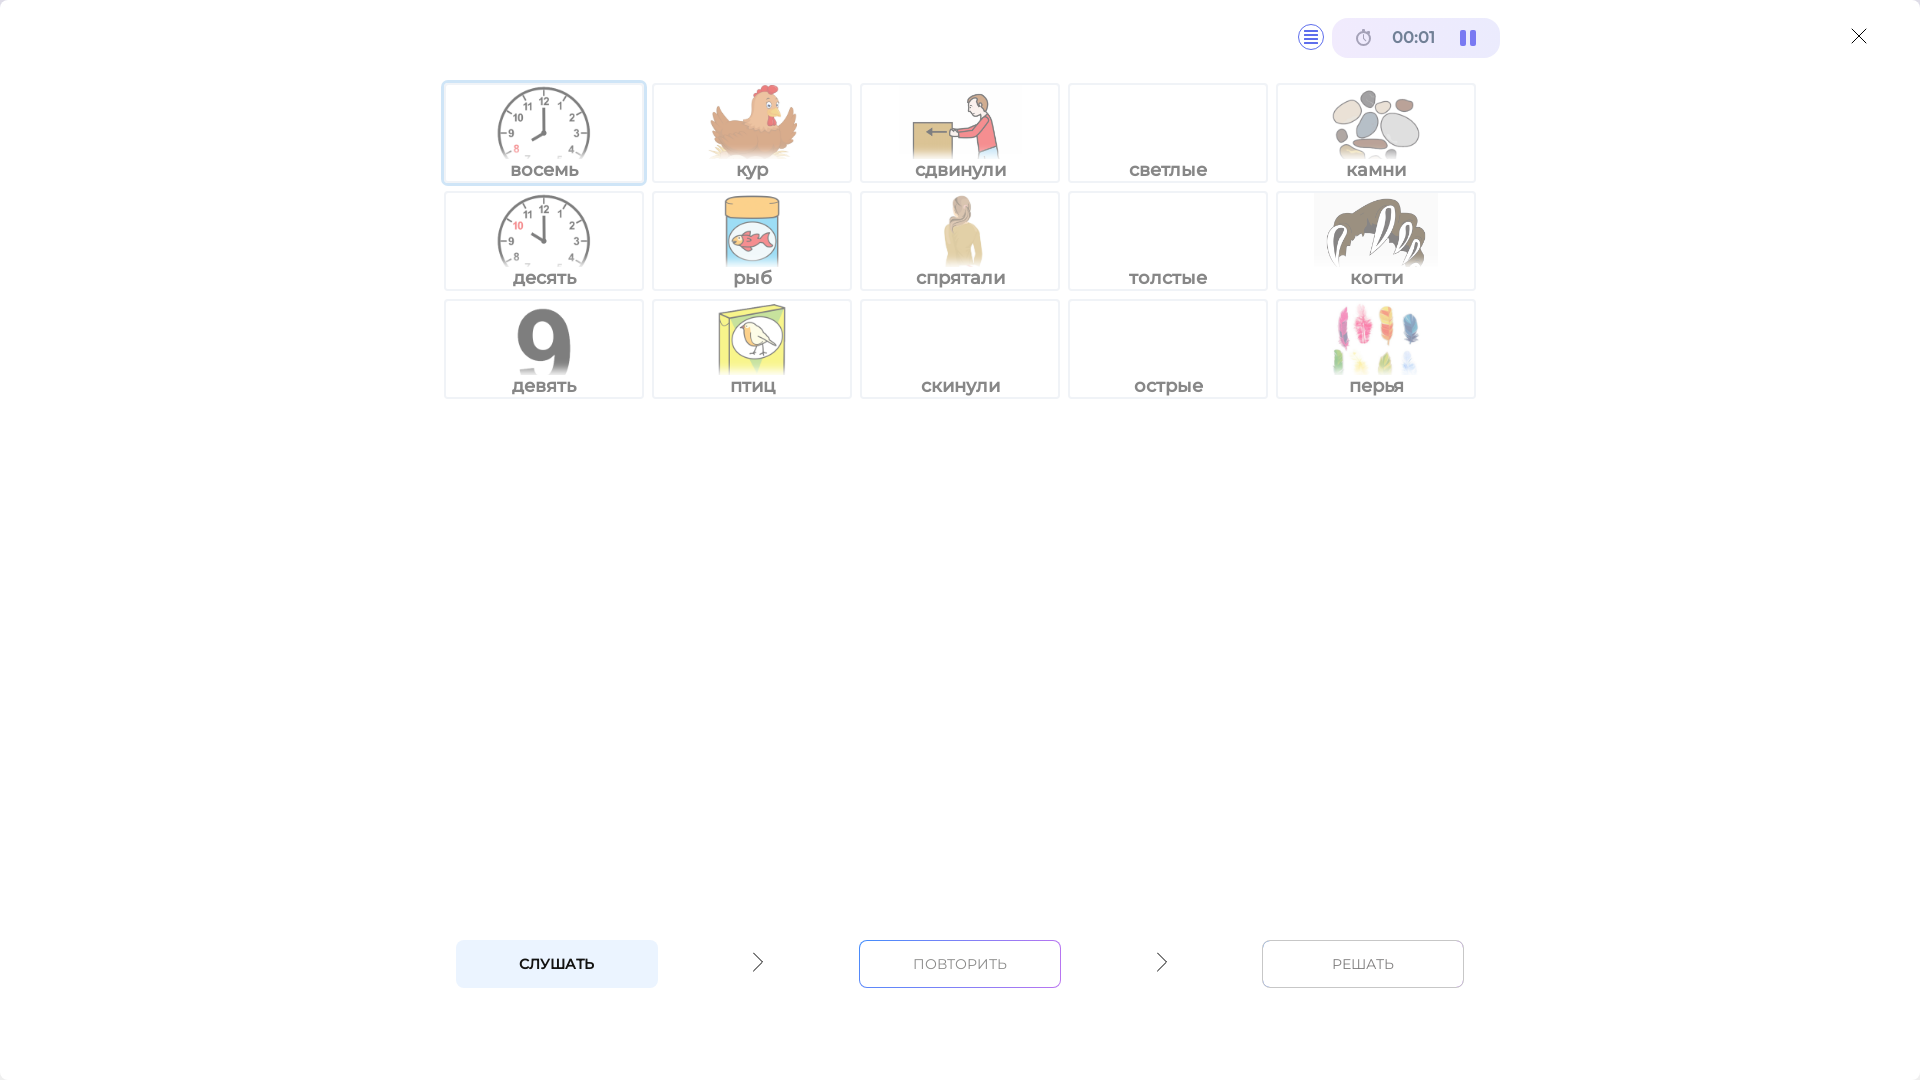 00:01
восемь
кур
сдвинули
светлые
камни
десять
рыб
спрятали
толстые
когти
девять
птиц
скинули
острые
перья
СЛУШАТЬ
ПОВТОРИТЬ
РЕШАТЬ